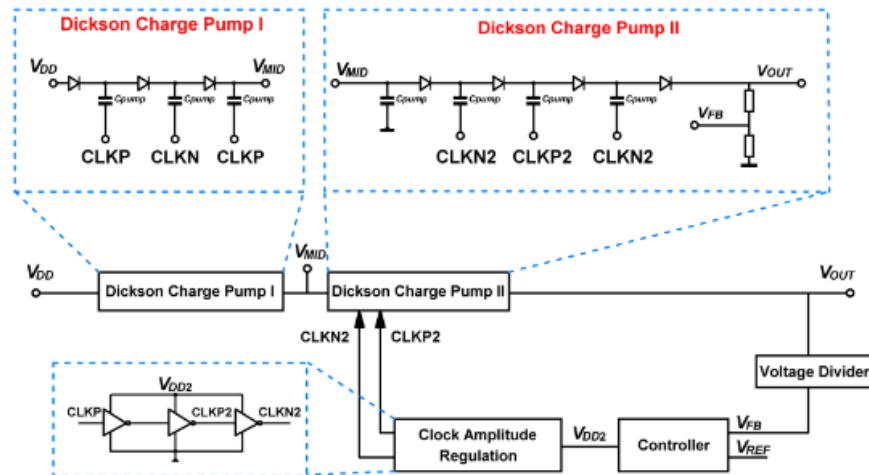 Dickson Charge Pump I
Dickson Charge Pump II
VDD
VMID
Cpump
Cpump
Cpump
CLKP
CLKN
CLKP
VMID
VOUT
Cpump
Cpump
Cpump
Cpump
VFB
CLKN2
CLKP2
CLKN2
VDD
VMID
VOUT
Dickson Charge Pump I
Dickson Charge Pump II
CLKN2
CLKP2
Voltage Divider
VDD2
CLKP
CLKP2
CLKN2
Clock Amplitude
Regulation
VDD2
Controller
VFB
VREF